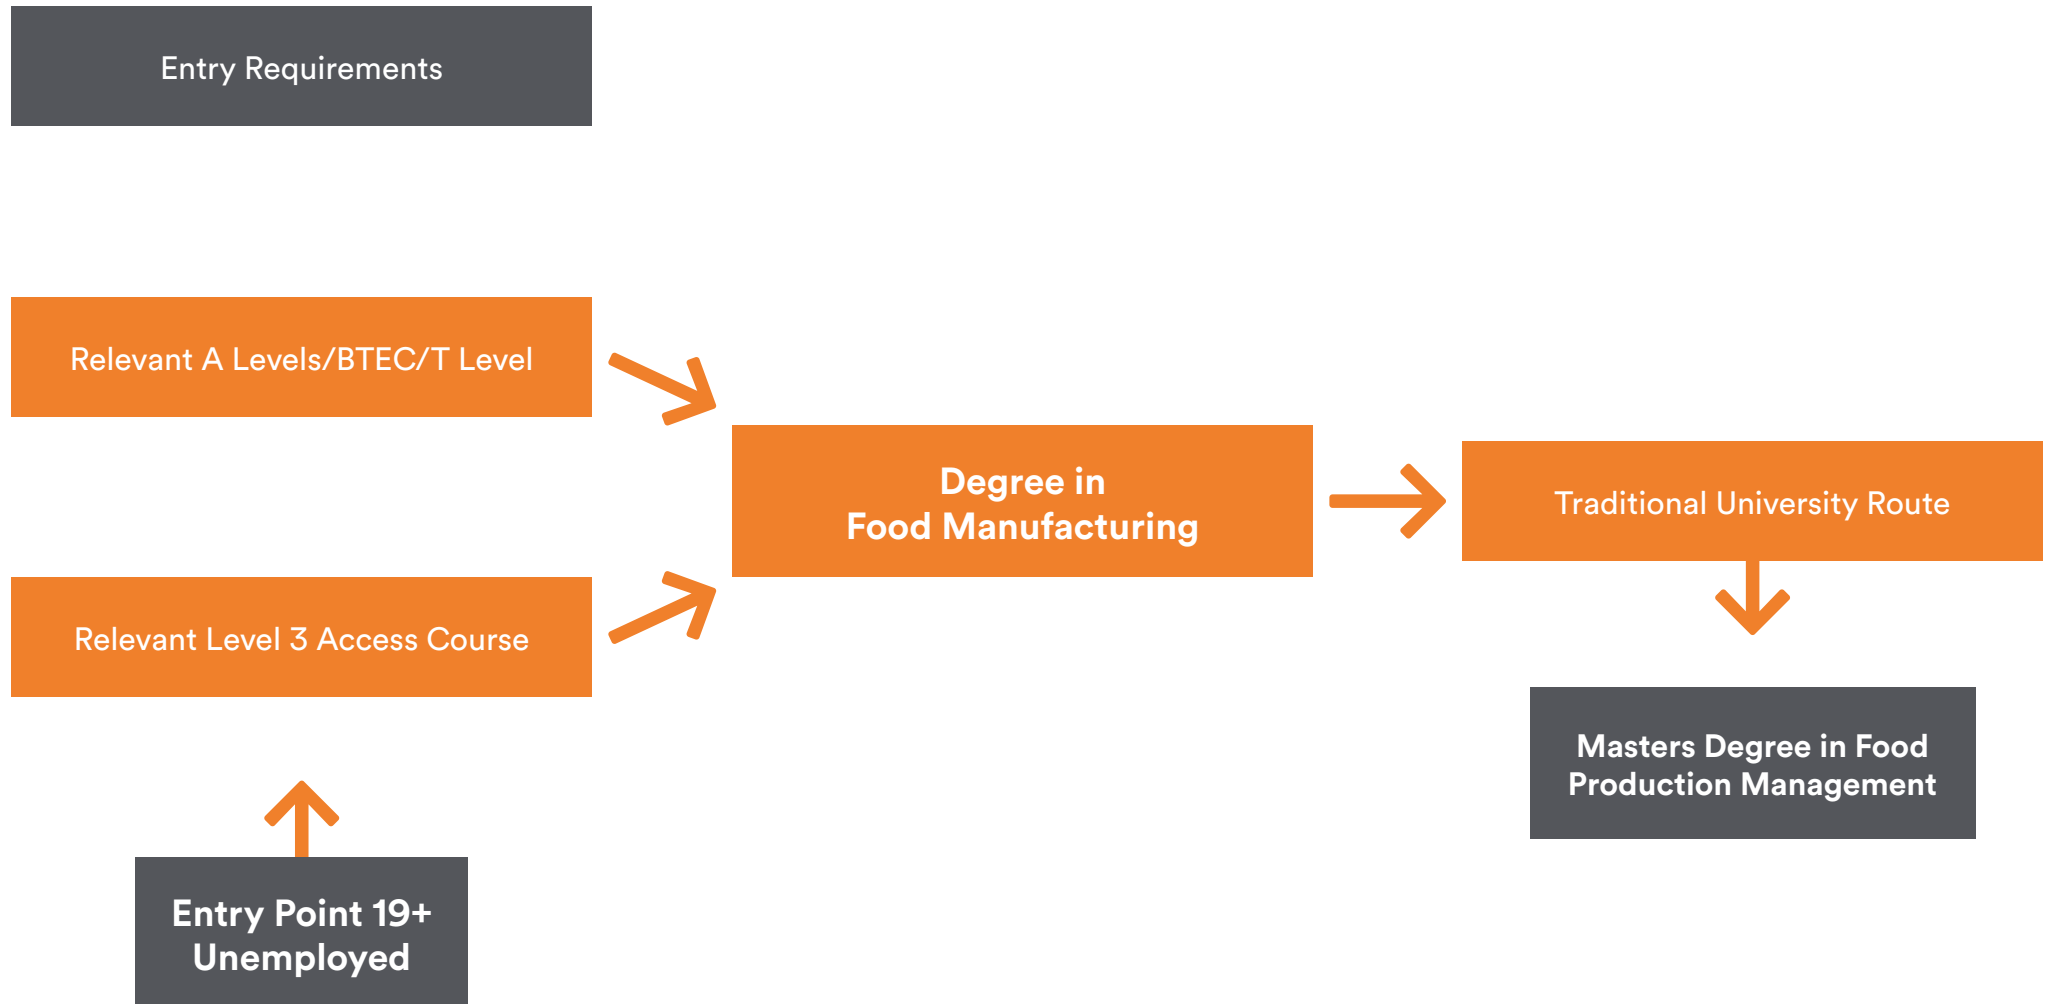 Entry Requirements
Relevant A Levels/BTEC/T Level
Relevant Level 3 Access Course
Entry Point 19+
Unemployed
Degree in
Food Manufacturing
Traditional University Route
Masters Degree in Food
Production Management